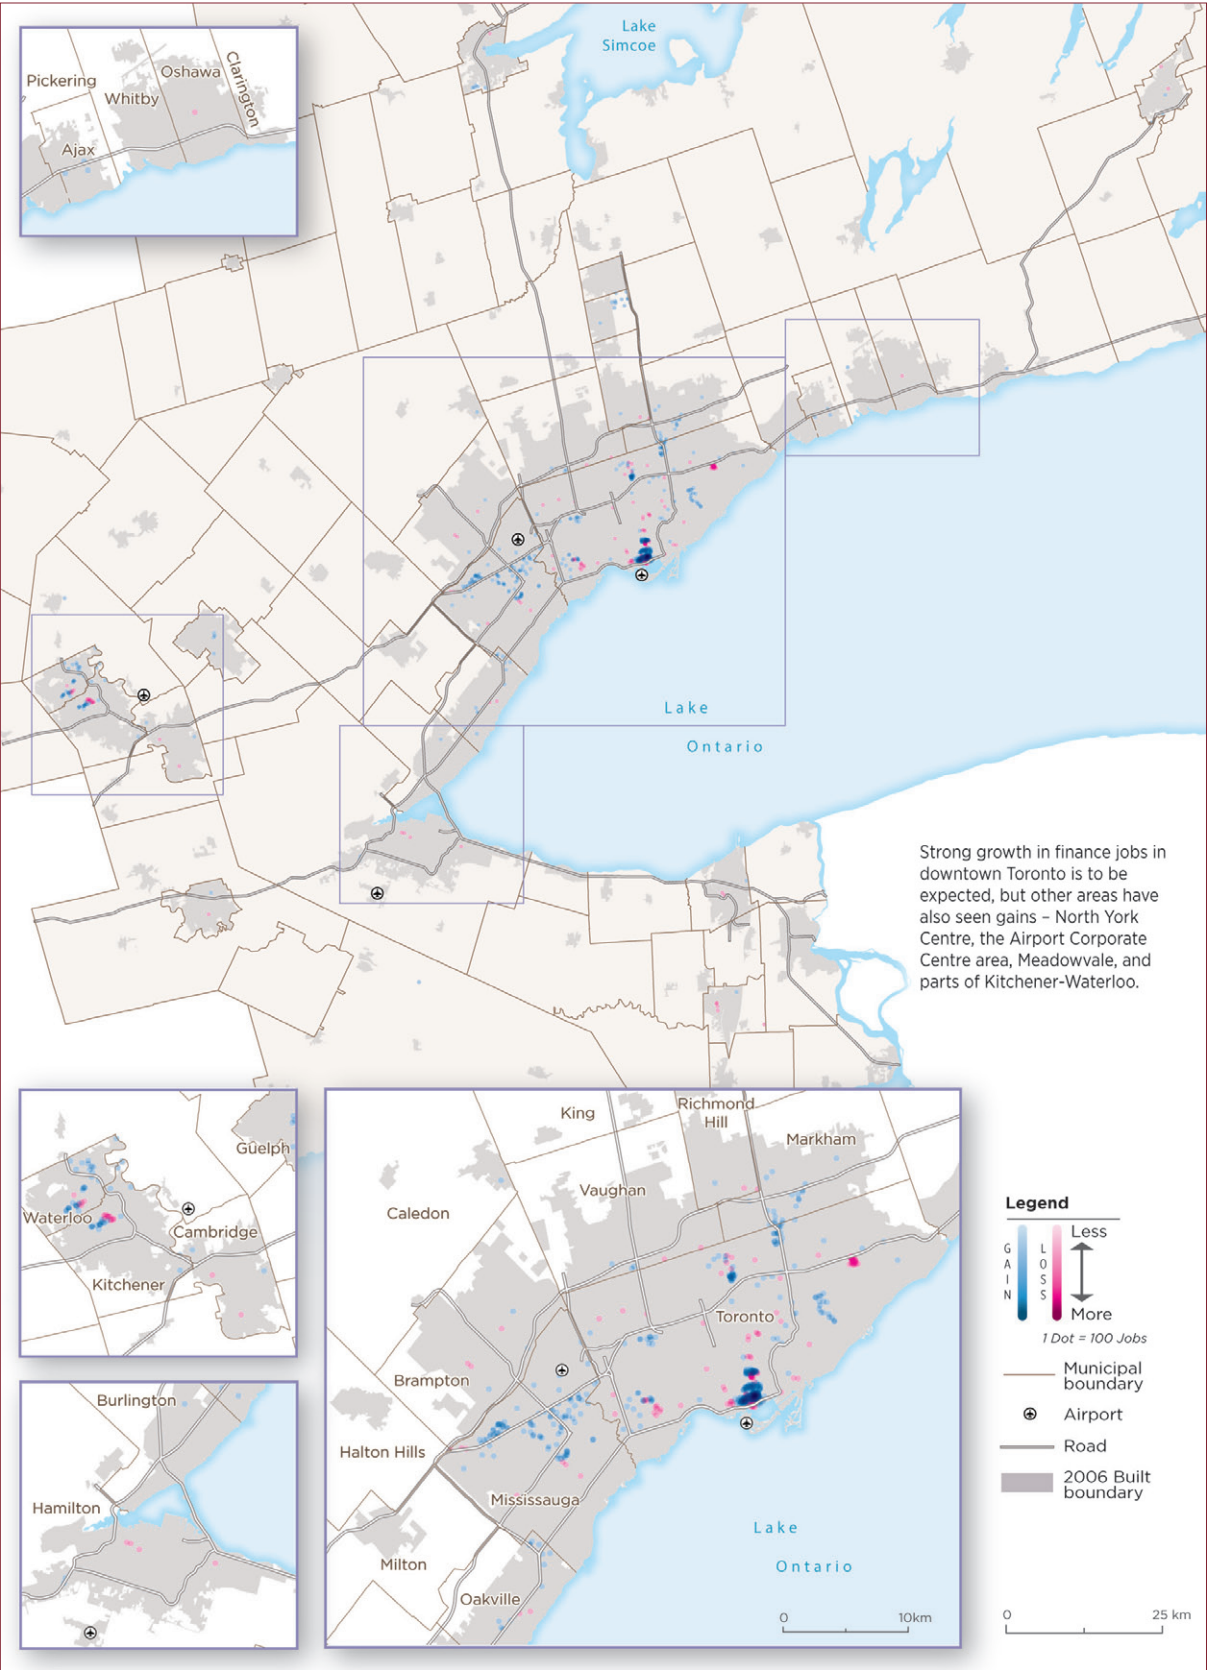 Lake
Simcoe
Pickering
Oshawa
Clarington
Whitby
Ajax
Lake
Ontario
Strong growth in finance jobs in
downtown Toronto is to be
expected, but other areas have
also seen gains – North York
Centre, the Airport Corporate
Centre area, Meadowvale, and
parts of Kitchener-Waterloo.
Guelph
Waterloo
Cambridge
Kitchener
King
Richmond
Hill
Markham
Vaughan
Caledon
Toronto
Brampton
Halton Hills
Mississauga
Milton
Oakville
Lake
Ontario
0 10km
Burlington
Hamilton
Legend
GAIN
LOSS
Less
More
1 Dot = 100 Jobs
Municipal
boundary
Airport
Road
2006 Built
boundary
0 25 km